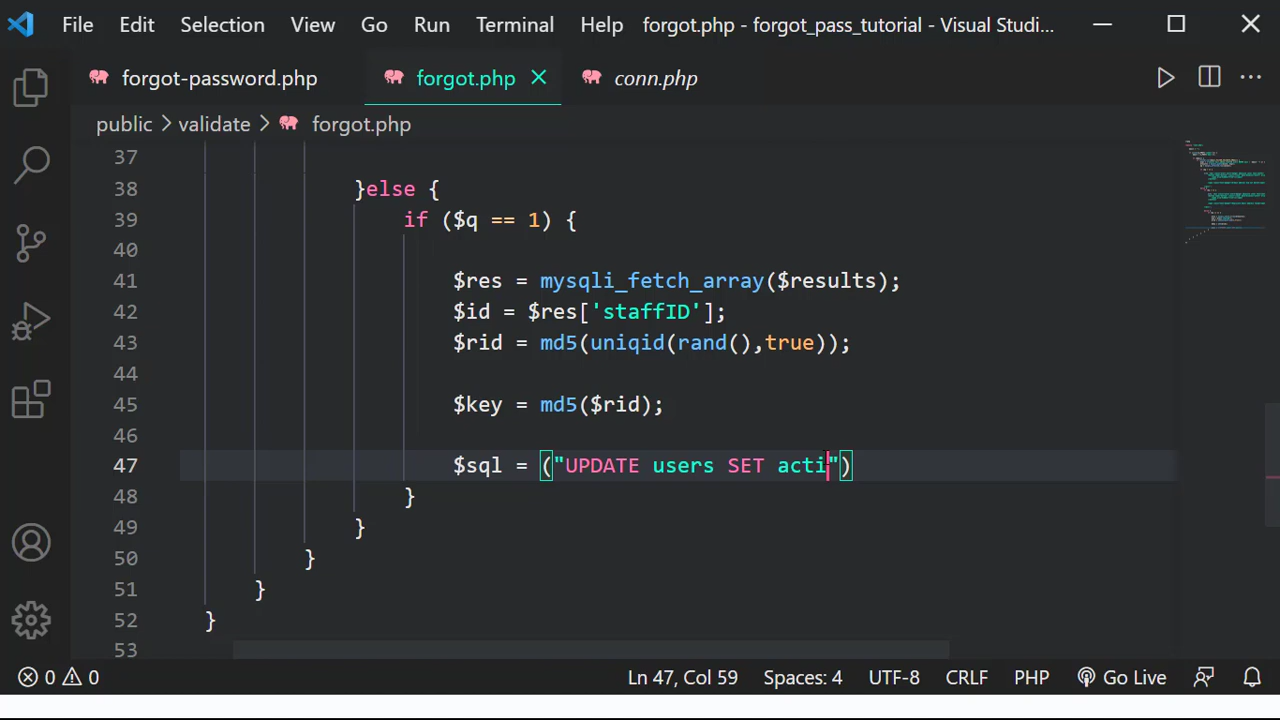 File Edit Selection View Go Run Terminal Help forgot.php - forgot_pass_tutorial - Visual Studi...
forgot-password.php forgot.php conn.php
public validate forgot.php
37
38 }else {
39 if ($q == 1) {
40
41 $res = mysqli_fetch_array($results);
42 $id = $res['staffID'];
43 $rid = md5(uniqid(rand(),true));
44
45 $key = md5($rid);
46
47 $sql = ("UPDATE users SET acti")
48 }
49 }
50 }
51 }
52 }
53
0 0 Ln 47, Col 59 Spaces: 4 UTF-8 CRLF PHP Go Live